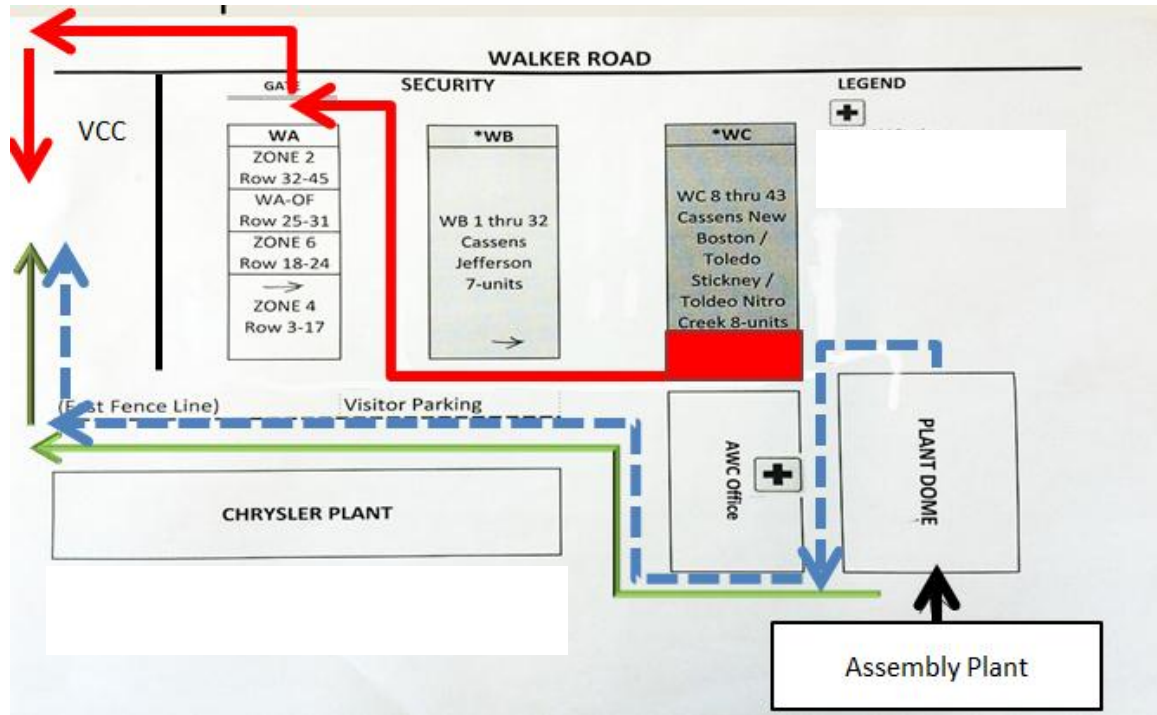 WALKER ROAD
GATE
SECURITY
LEGEND
VCC
WA
ZONE 2
Row 32-45
WA-OF
Row 25-31
ZONE 6
Row 18-24
ZONE 4
Row 3-17
*WB
WB 1 thru 32
Cassens
Jefferson
7-units
*WC
WC 8 thru 43
Cassens New
Boston /
Toledo
Stickney /
Toldeo Nitro
Creek 8-units
(East Fence Line)
Visitor Parking
AWC Office
PLANT DOME
CHRYSLER PLANT
Assembly Plant